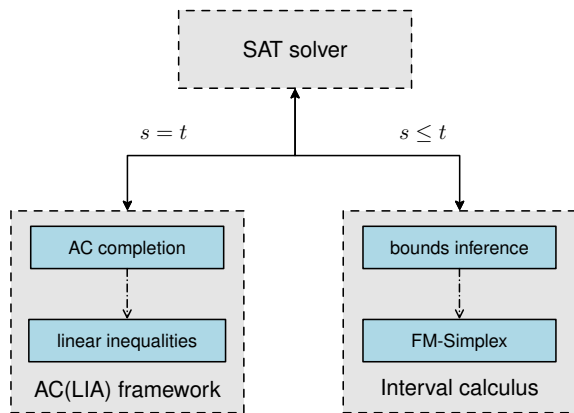 SAT solver
s = t
s ≤ t
AC completion
linear inequalities
AC(LIA) framework
bounds inference
FM-Simplex
Interval calculus